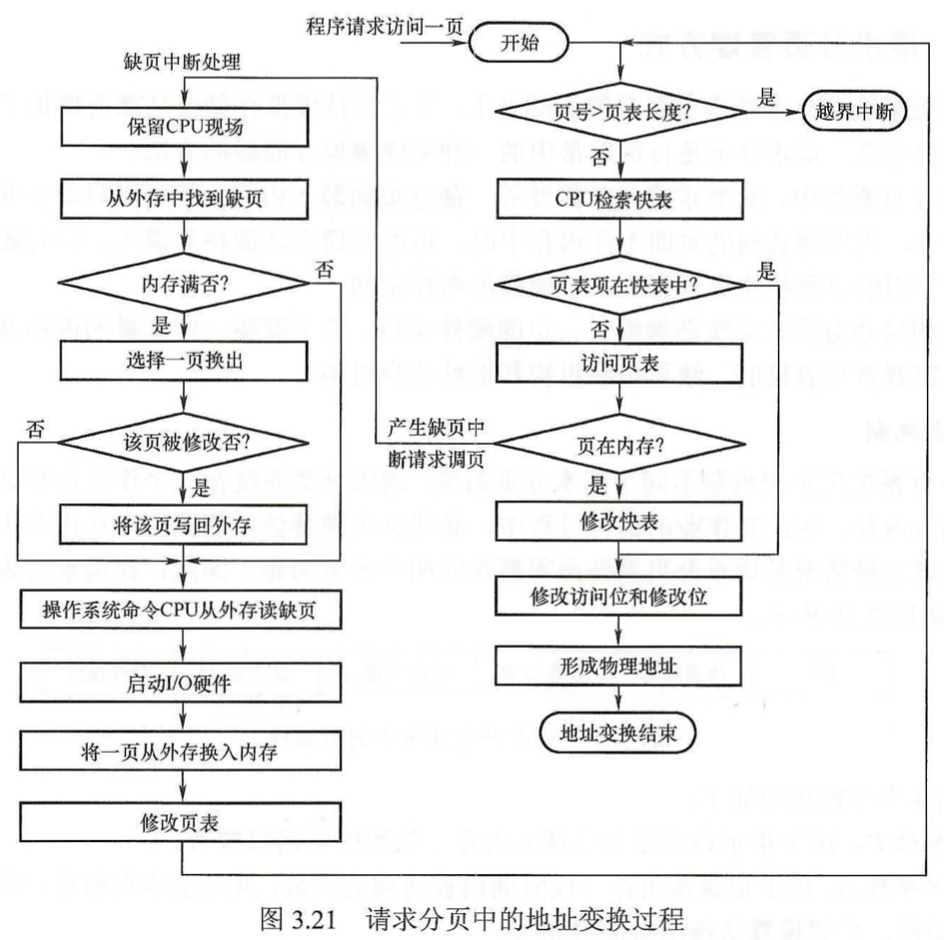 程序请求访问一页
开始
缺页中断处理
保留CPU现场
从外存中找到缺页
内存满否?
否
是
选择一页换出
该页被修改否?
否
是
将该页写回外存
操作系统命令CPU从外存读缺页
启动I/O硬件
将一页从外存换入内存
修改页表
页号>页表长度?
是
越界中断
否
CPU检索快表
页表项在快表中?
是
否
访问页表
产生缺页中
断请求调页
页在内存?
是
修改快表
修改访问位和修改位
形成物理地址
地址变换结束
图 3.21 请求分页中的地址变换过程